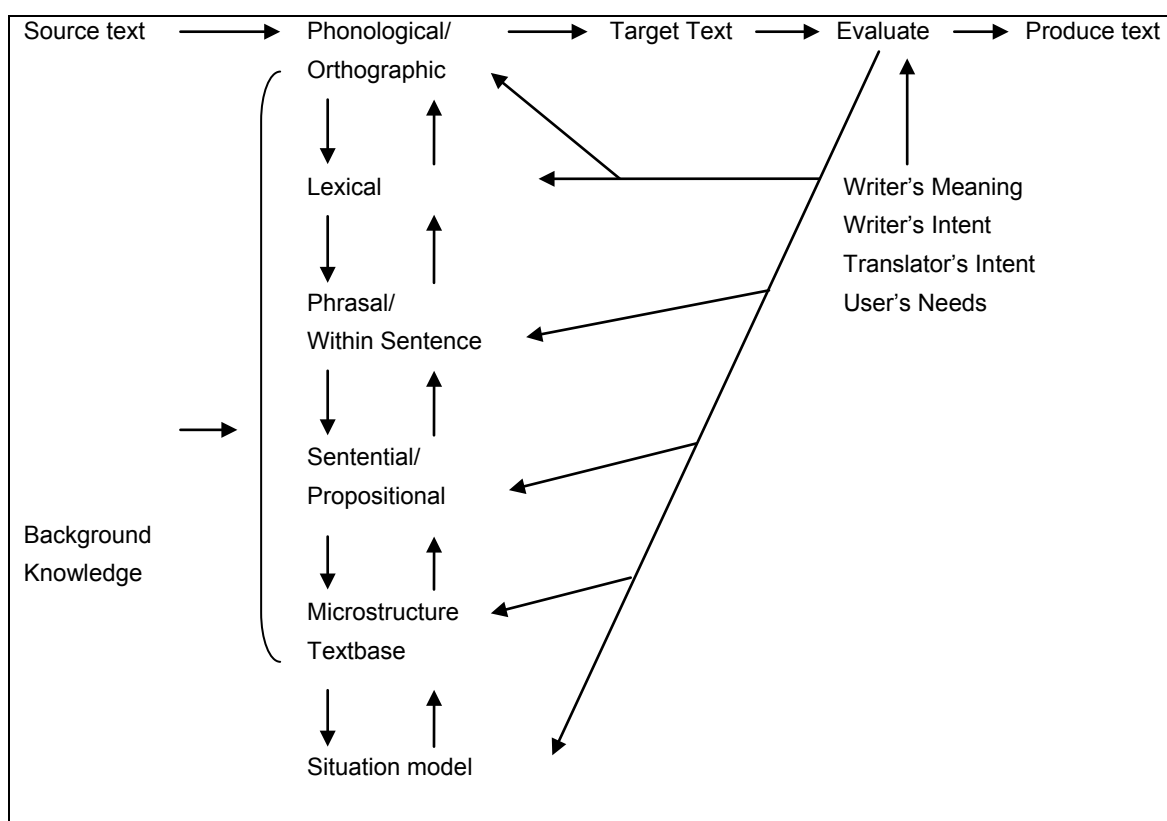 Source text
Phonological/
Orthographic
Target Text
Evaluate
Produce text
Lexical
Writer’s Meaning
Writer’s Intent
Translator’s Intent
User’s Needs
Phrasal/
Within Sentence
Sentential/
Propositional
Background
Knowledge
Microstructure
Textbase
Situation model